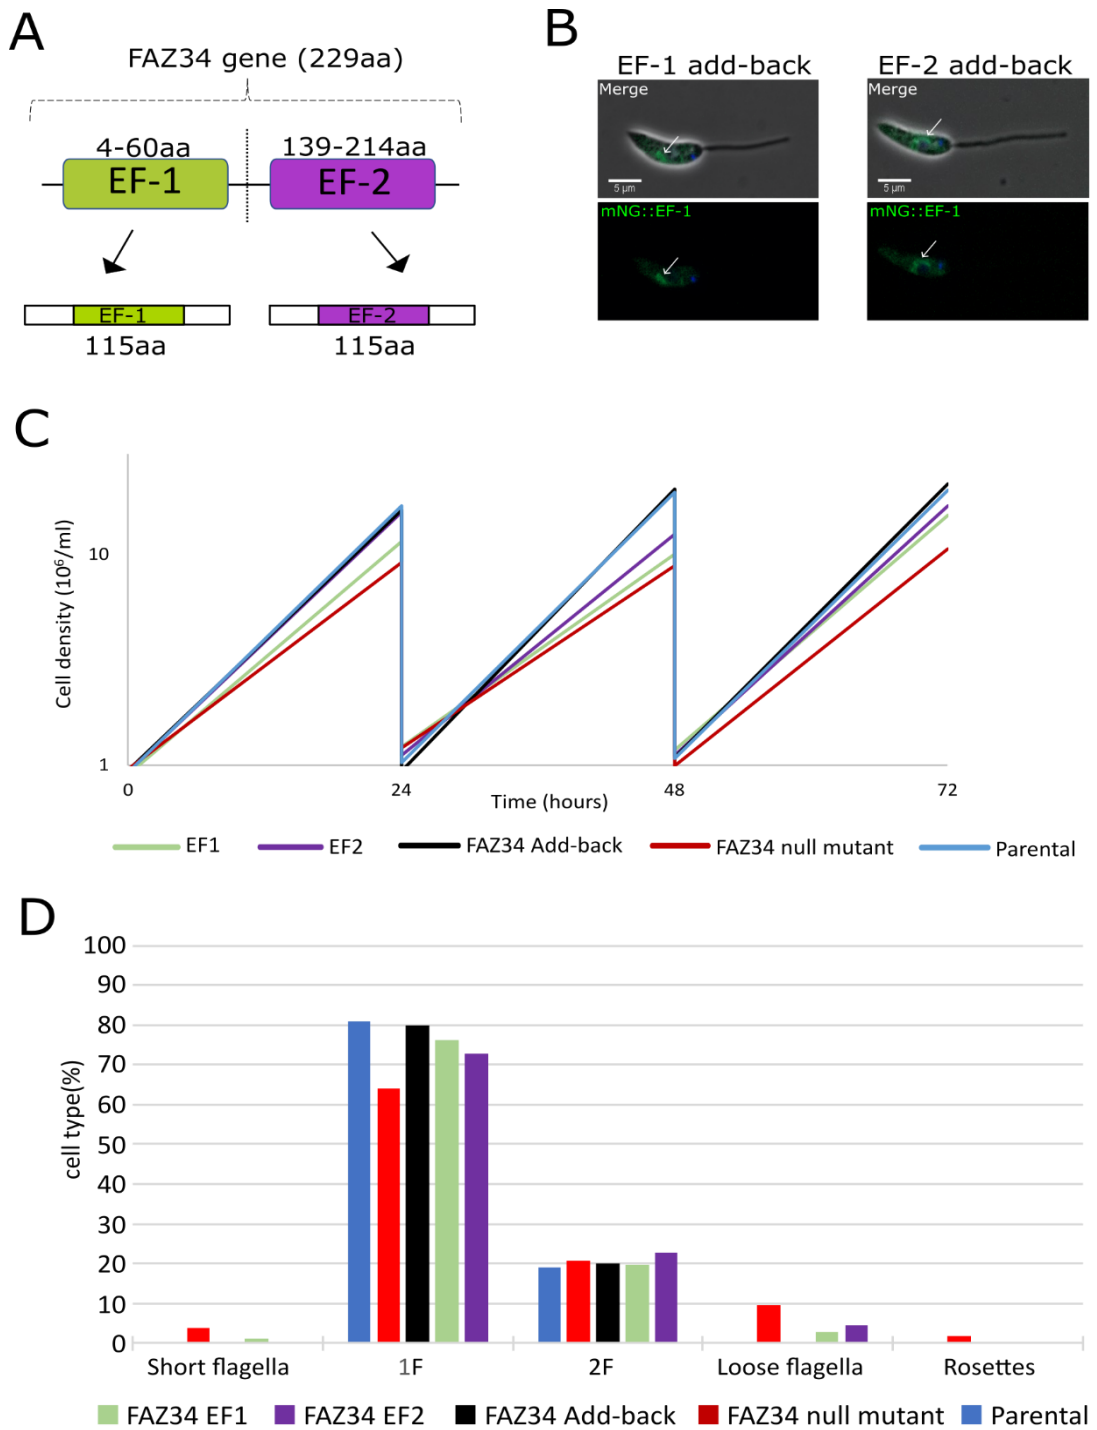 A
FAZ34 gene (229aa)
4-60aa
139-214aa
EF-1
EF-2
EF-1
EF-2
115aa
115aa
B
EF-1 add-back
EF-2 add-back
Merge
Merge
5 µm
5 µm
mNG::EF-1
mNG::EF-1
C
Cell density (10⁶/ml)
10
1
0
24
48
72
Time (hours)
EF1
EF2
FAZ34 Add-back
FAZ34 null mutant
Parental
D
cell type(%)
100
90
80
70
60
50
40
30
20
10
0
Short flagella
1F
2F
Loose flagella
Rosettes
FAZ34 EF1
FAZ34 EF2
FAZ34 Add-back
FAZ34 null mutant
Parental